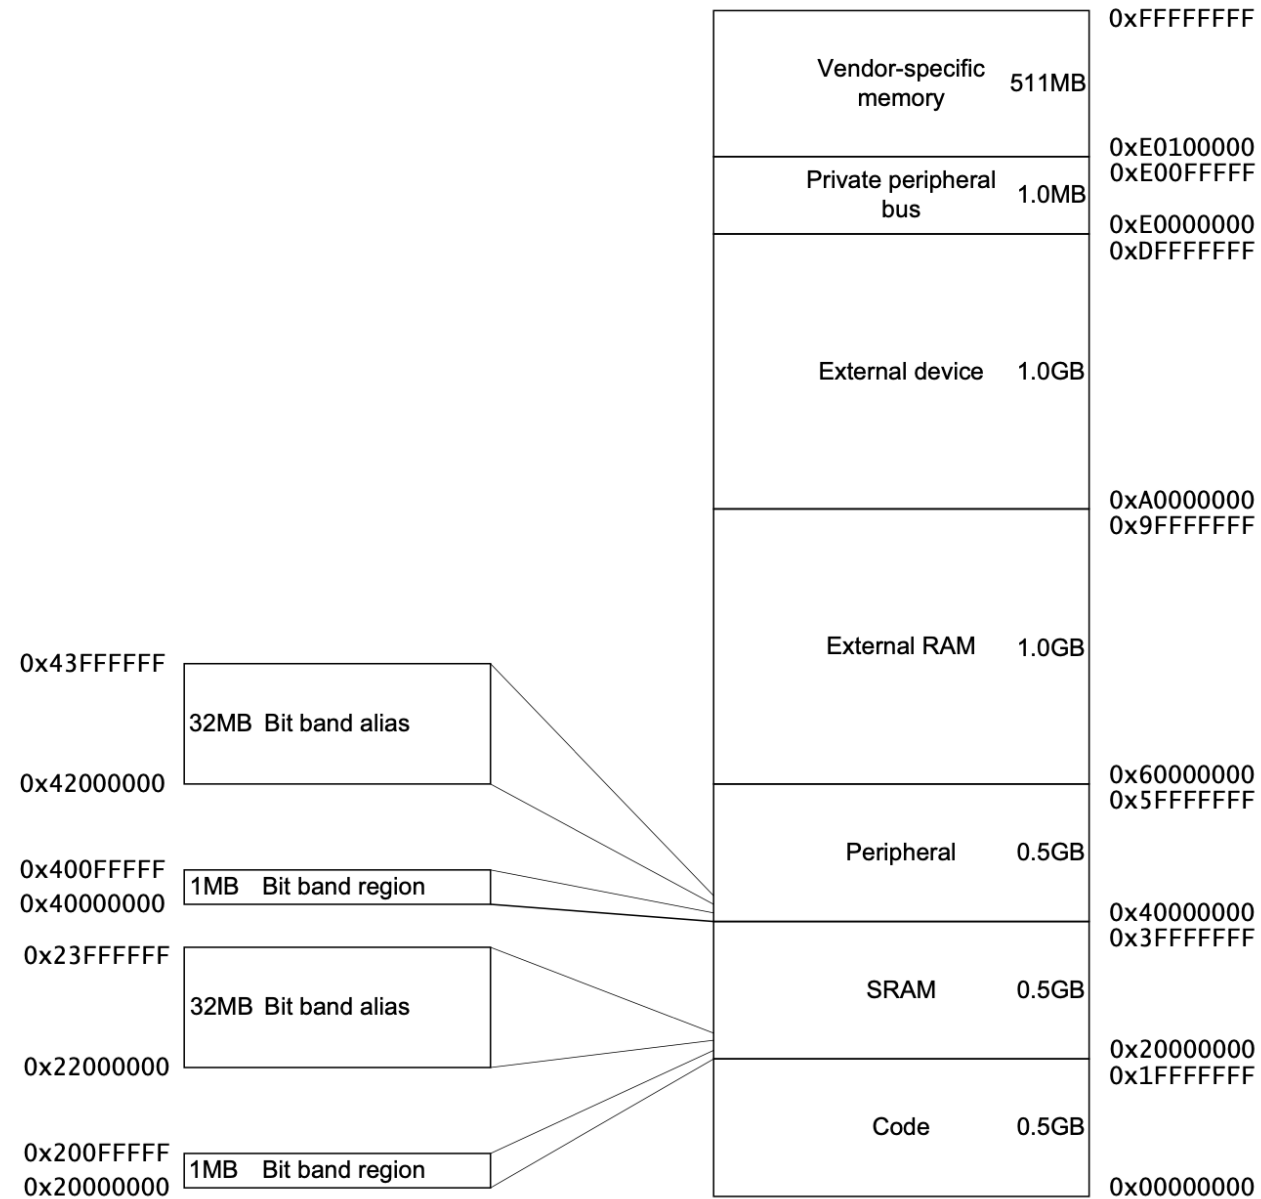 0xFFFFFFFF
Vendor-specific
memory
511MB
0xE0100000
0xE00FFFFF
Private peripheral
bus
1.0MB
0xE0000000
0xDFFFFFFF
External device 1.0GB
0xA0000000
0x9FFFFFFF
External RAM 1.0GB
0x60000000
0x5FFFFFFF
Peripheral 0.5GB
0x40000000
0x3FFFFFFF
SRAM 0.5GB
0x20000000
0x1FFFFFFF
Code 0.5GB
0x00000000
0x43FFFFFF
32MB Bit band alias
0x42000000
0x400FFFFF
1MB Bit band region
0x40000000
0x23FFFFFF
32MB Bit band alias
0x22000000
0x200FFFFF
1MB Bit band region
0x20000000